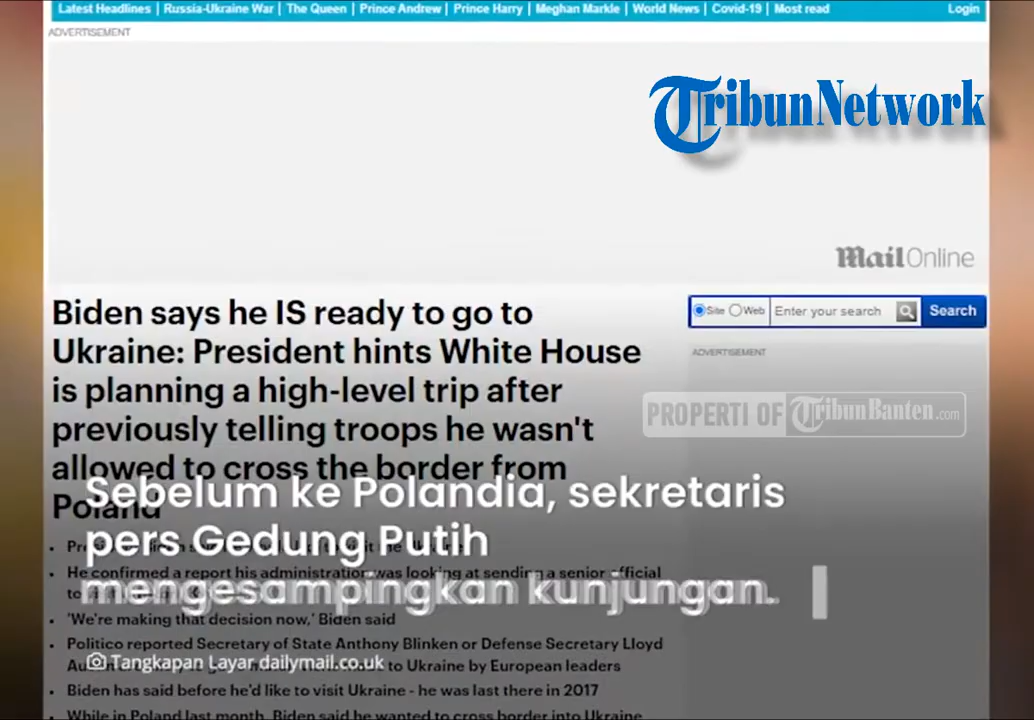 Latest Headlines | Russia-Ukraine War | The Queen | Prince Andrew | Prince Harry | Meghan Markle | World News | Covid-19 | Most read
Login
ADVERTISEMENT
TribunNetwork
Mail Online
Biden says he IS ready to go to
Ukraine: President hints White House
is planning a high-level trip after
previously telling troops he wasn't
allowed to cross the border from
Poland
Site Web Enter your search Search
ADVERTISEMENT
PROPERTI OF TribunBanten.com
Sebelum ke Polandia, sekretaris
pers Gedung Putih
mengesampingkan kunjungan.
• He confirmed a report his administration was looking at sending a senior official
• 'We're making that decision now,' Biden said
• Politico reported Secretary of State Anthony Blinken or Defense Secretary Lloyd
to Ukraine by European leaders
Tangkapan Layar dailymail.co.uk
• Biden has said before he'd like to visit Ukraine - he was last there in 2017
• While in Poland last month, Biden said he wanted to cross border into Ukraine